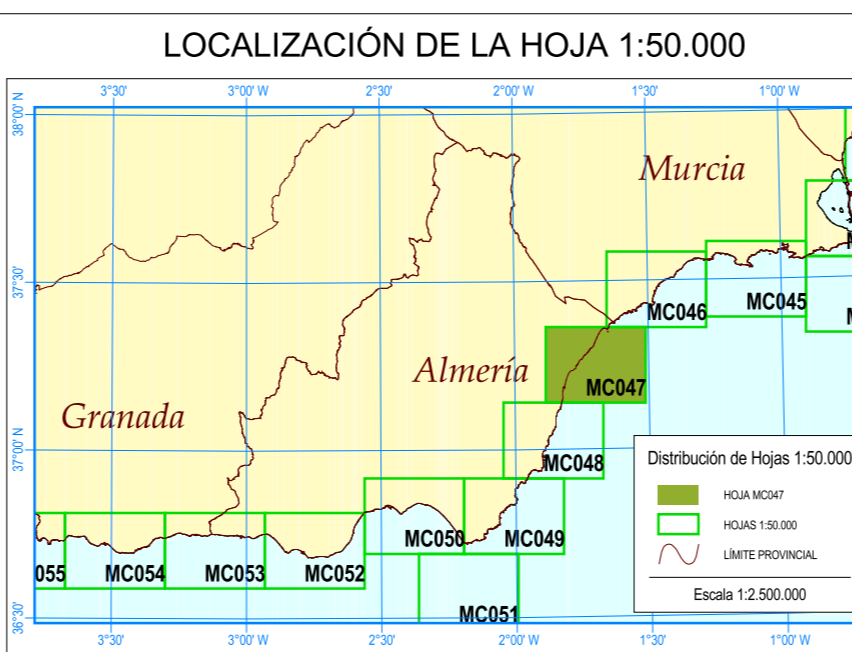 LOCALIZACIÓN DE LA HOJA 1:50.000
3°30' 3°00' W 2°30' 2°00' W 1°30' 1°00' W
38°00' N
Murcia
37°30'
MC046 MC045
Almería
MC047
Granada
37°00'
MC048
MC050 MC049
055 MC054 MC053 MC052
MC051
36°30'
Distribución de Hojas 1:50.000
HOJA MC047
HOJAS 1:50.000
LÍMITE PROVINCIAL
Escala 1:2.500.000
3°30' 3°00' W 2°30' 2°00' W 1°30' 1°00' W